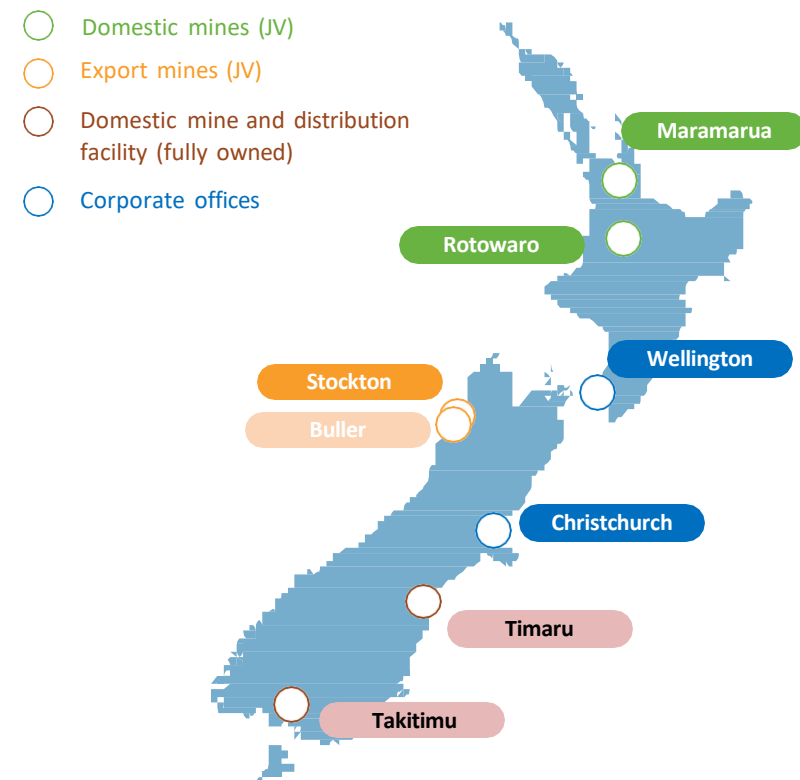 Domestic mines (JV)
Export mines (JV)
Domestic mine and distribution
facility (fully owned)
Corporate offices
Maramarua
Rotowaro
Wellington
Stockton
Buller
Christchurch
Timaru
Takitimu